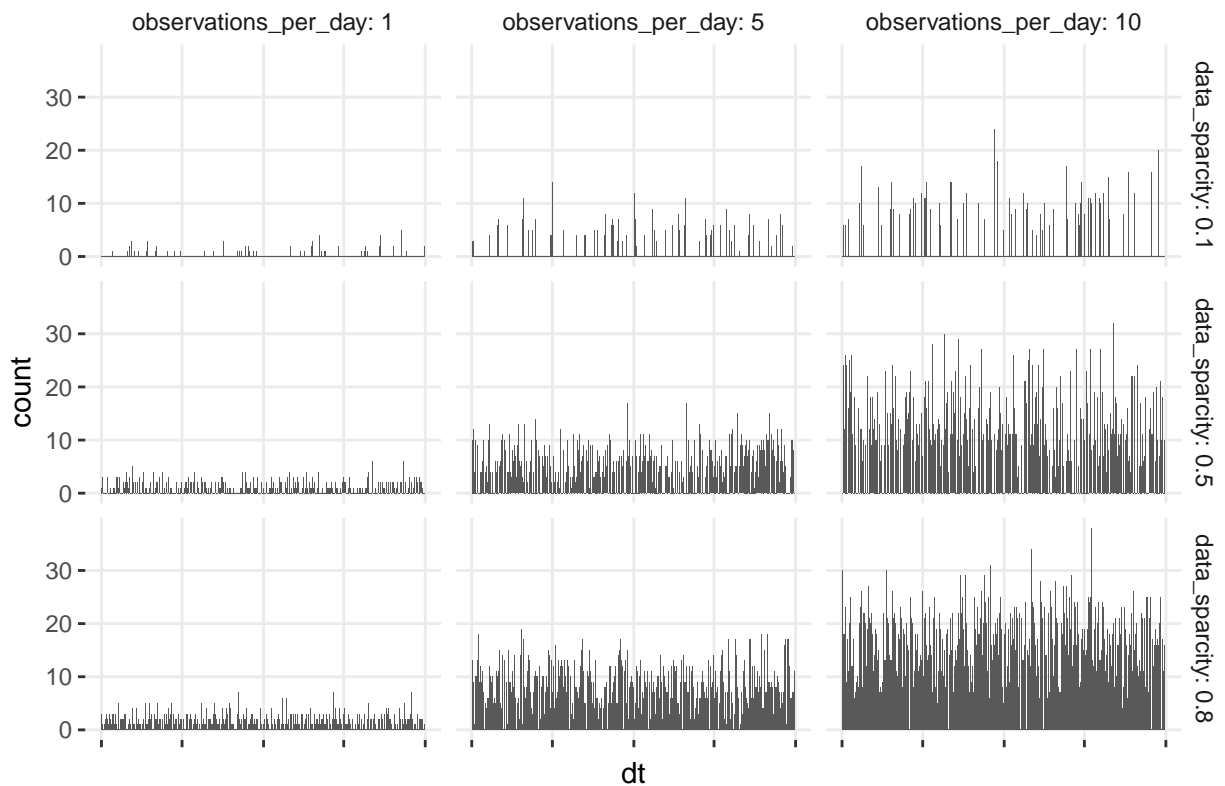 observations_per_day: 1
observations_per_day: 5
observations_per_day: 10
count
30
20
10
0
data_sparcity: 0.1
30
20
10
0
data_sparcity: 0.5
30
20
10
0
data_sparcity: 0.8
dt